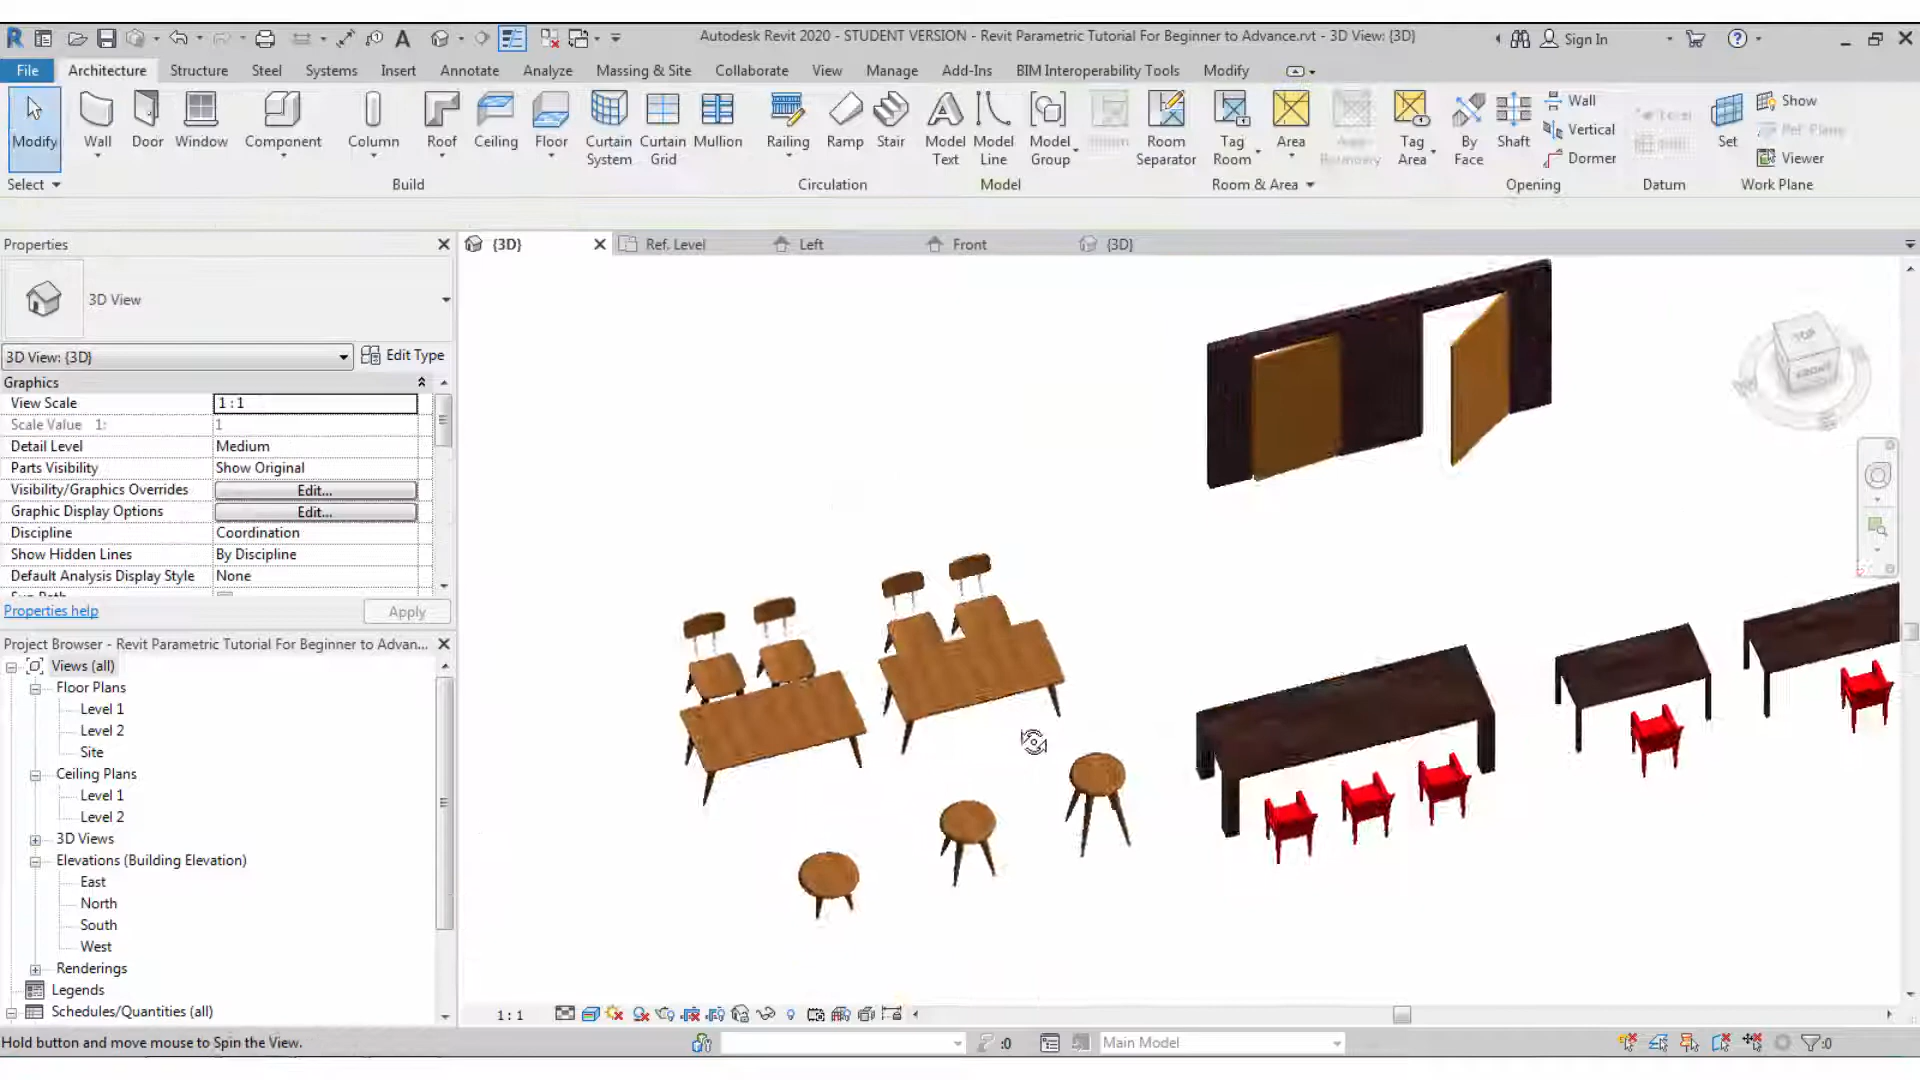 Autodesk Revit 2020 - STUDENT VERSION - Revit Parametric Tutorial For Beginner to Advance.rvt - 3D View: {3D}
Sign In
File Architecture Structure Steel Systems Insert Annotate Analyze Massing & Site Collaborate View Manage Add-Ins BIM Interoperability Tools Modify
Modify Wall Door Window Component Column Roof Ceiling Floor Curtain System Curtain Grid Mullion Railing Ramp Stair Model Text Model Line Model Group Room Separator Tag Room Area Tag Area By Face Shaft Wall Vertical Dormer Set Show Ref Plane Viewer
Select Build Circulation Model Room & Area Opening Datum Work Plane
Properties
{3D} Ref. Level Left Front {3D}
3D View
3D View: {3D} Edit Type
Graphics
View Scale 1 : 1
Scale Value 1: 1
Detail Level Medium
Parts Visibility Show Original
Visibility/Graphics Overrides Edit...
Graphic Display Options Edit...
Discipline Coordination
Show Hidden Lines By Discipline
Default Analysis Display Style None
Properties help Apply
Project Browser - Revit Parametric Tutorial For Beginner to Advan...
Views (all)
Floor Plans
Level 1
Level 2
Site
Ceiling Plans
Level 1
Level 2
3D Views
Elevations (Building Elevation)
East
North
South
West
Renderings
Legends
Schedules/Quantities (all)
TOP
FRONT
1 : 1
Hold button and move mouse to Spin the View.
:0
Main Model
:0